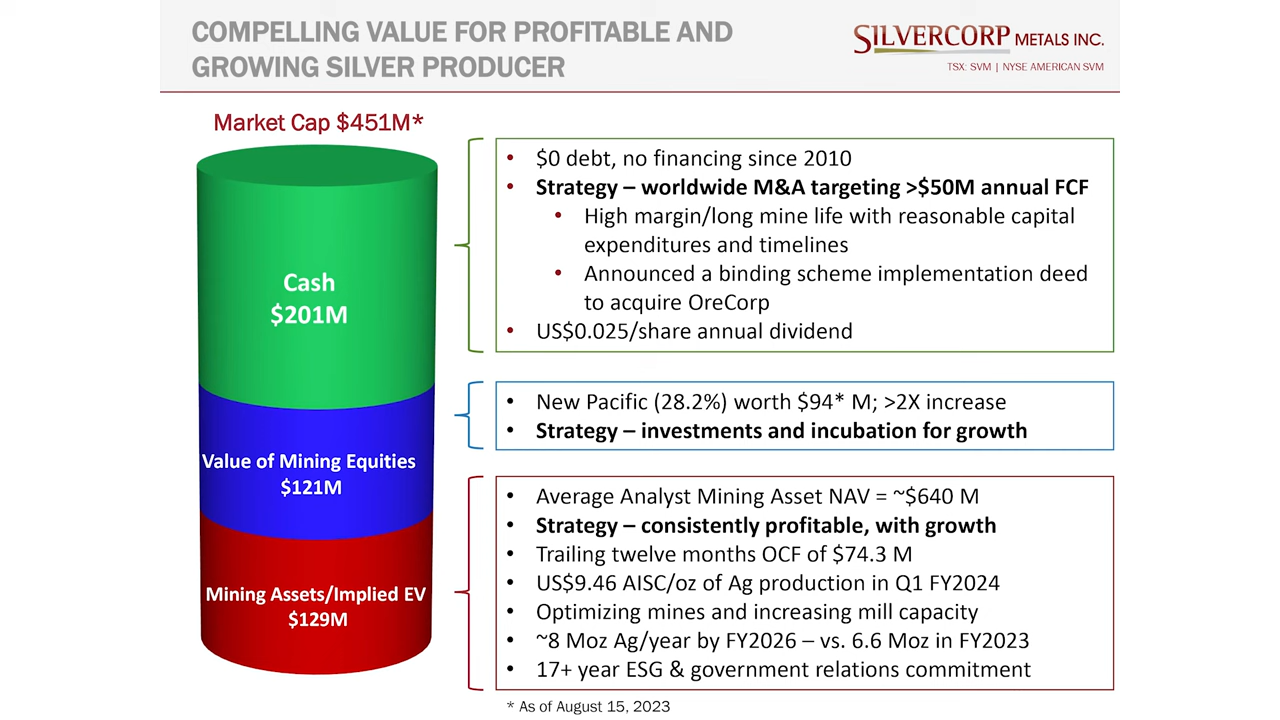 COMPELLING VALUE FOR PROFITABLE AND
GROWING SILVER PRODUCER
SILVERCORP METALS INC.
TSX: SVM | NYSE AMERICAN SVM
Market Cap $451M*
Cash
$201M
Value of Mining Equities
$121M
Mining Assets/Implied EV
$129M
• $0 debt, no financing since 2010
• Strategy – worldwide M&A targeting >$50M annual FCF
• High margin/long mine life with reasonable capital
expenditures and timelines
• Announced a binding scheme implementation deed
to acquire OreCorp
• US$0.025/share annual dividend
• New Pacific (28.2%) worth $94* M; >2X increase
• Strategy – investments and incubation for growth
• Average Analyst Mining Asset NAV = ~$640 M
• Strategy – consistently profitable, with growth
• Trailing twelve months OCF of $74.3 M
• US$9.46 AISC/oz of Ag production in Q1 FY2024
• Optimizing mines and increasing mill capacity
• ~8 Moz Ag/year by FY2026 – vs. 6.6 Moz in FY2023
• 17+ year ESG & government relations commitment
* As of August 15, 2023